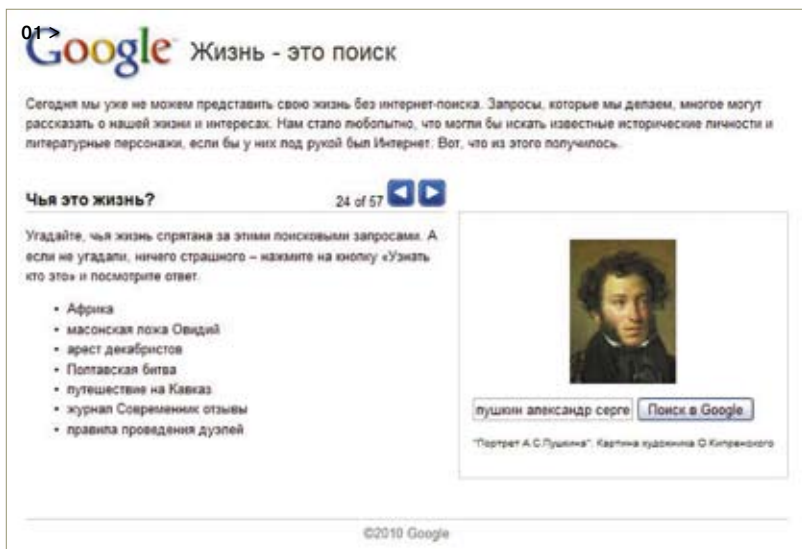 01 >
Google Жизнь - это поиск
Сегодня мы уже не можем представить свою жизнь без интернет-поиска. Запросы, которые мы делаем, многое могут
рассказать о нашей жизни и интересах. Нам стало любопытно, что могли бы искать известные исторические личности и
литературные персонажи, если бы у них под рукой был Интернет. Вот, что из этого получилось.
Чья это жизнь?
24 of 57
Угадайте, чья жизнь спрятана за этими поисковыми запросами. А
если не угадали, ничего страшного – нажмите на кнопку «Узнать
кто это» и посмотрите ответ.
• Африка
• масонская ложа Овидий
• арест декабристов
• Полтавская битва
• путешествие на Кавказ
• журнал Современник отзывы
• правила проведения дуэлей
пушкин александр серге
Поиск в Google
"Портрет А.С.Пушкина". Картина художника О.Кипренского
©2010 Google